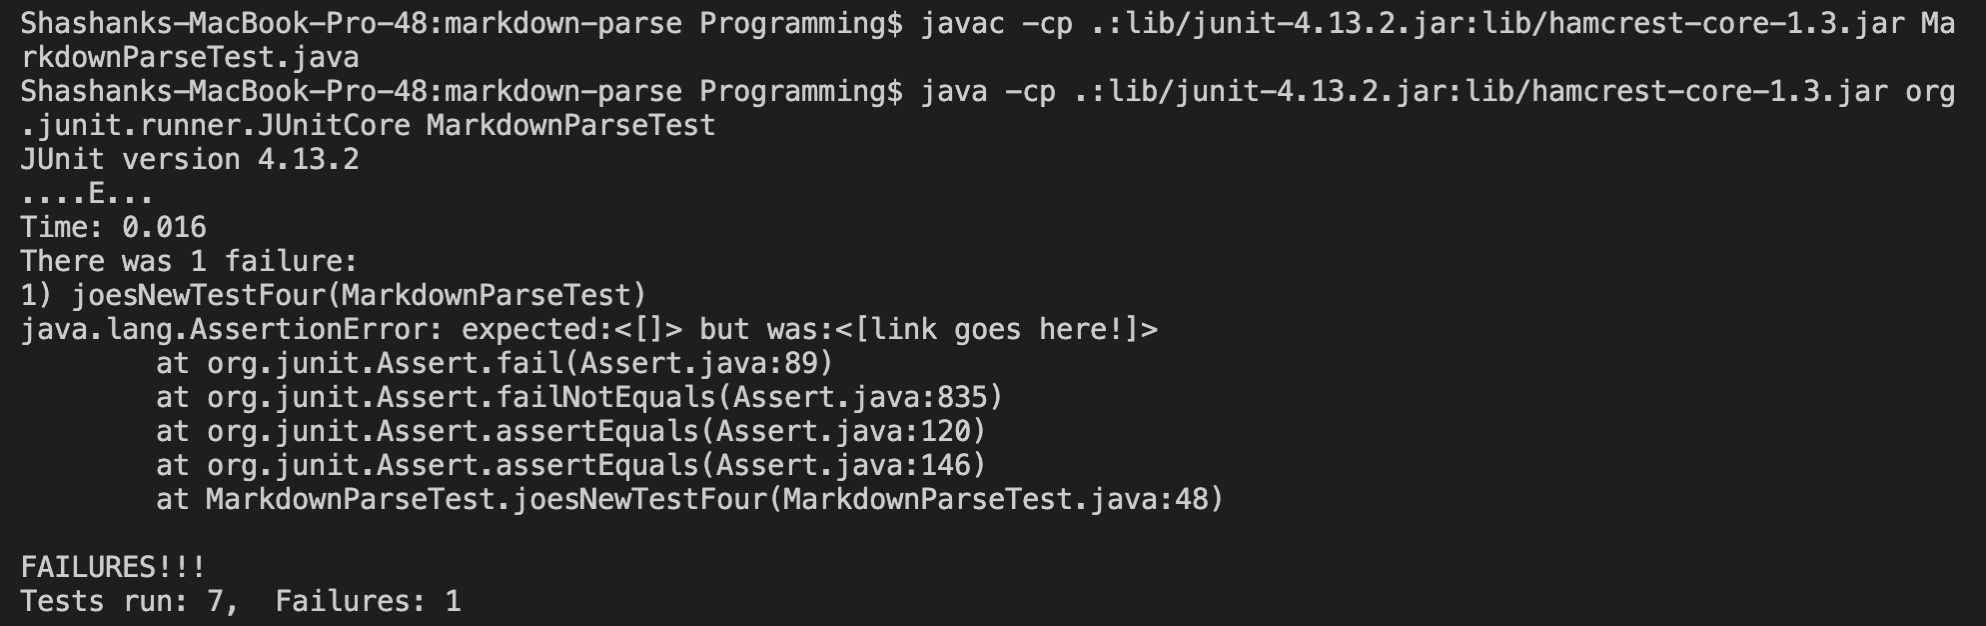 Shashanks-MacBook-Pro-48:markdown-parse Programming$ javac -cp .:lib/junit-4.13.2.jar:lib/hamcrest-core-1.3.jar Ma
rkdownParseTest.java
Shashanks-MacBook-Pro-48:markdown-parse Programming$ java -cp .:lib/junit-4.13.2.jar:lib/hamcrest-core-1.3.jar org
.junit.runner.JUnitCore MarkdownParseTest
JUnit version 4.13.2
....E...
Time: 0.016
There was 1 failure:
1) joesNewTestFour(MarkdownParseTest)
java.lang.AssertionError: expected:<[]> but was:<[link goes here!]>
        at org.junit.Assert.fail(Assert.java:89)
        at org.junit.Assert.failNotEquals(Assert.java:835)
        at org.junit.Assert.assertEquals(Assert.java:120)
        at org.junit.Assert.assertEquals(Assert.java:146)
        at MarkdownParseTest.joesNewTestFour(MarkdownParseTest.java:48)
FAILURES!!!
Tests run: 7,  Failures: 1